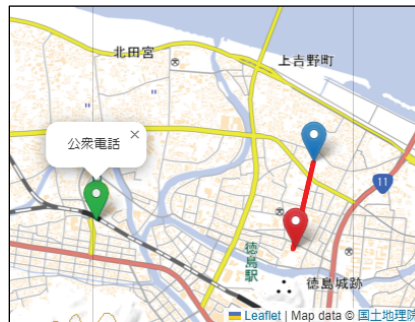 北田宮
上吉野町
公衆電話
×
11
徳島駅
徳島城跡
Leaflet | Map data © 国土地理院